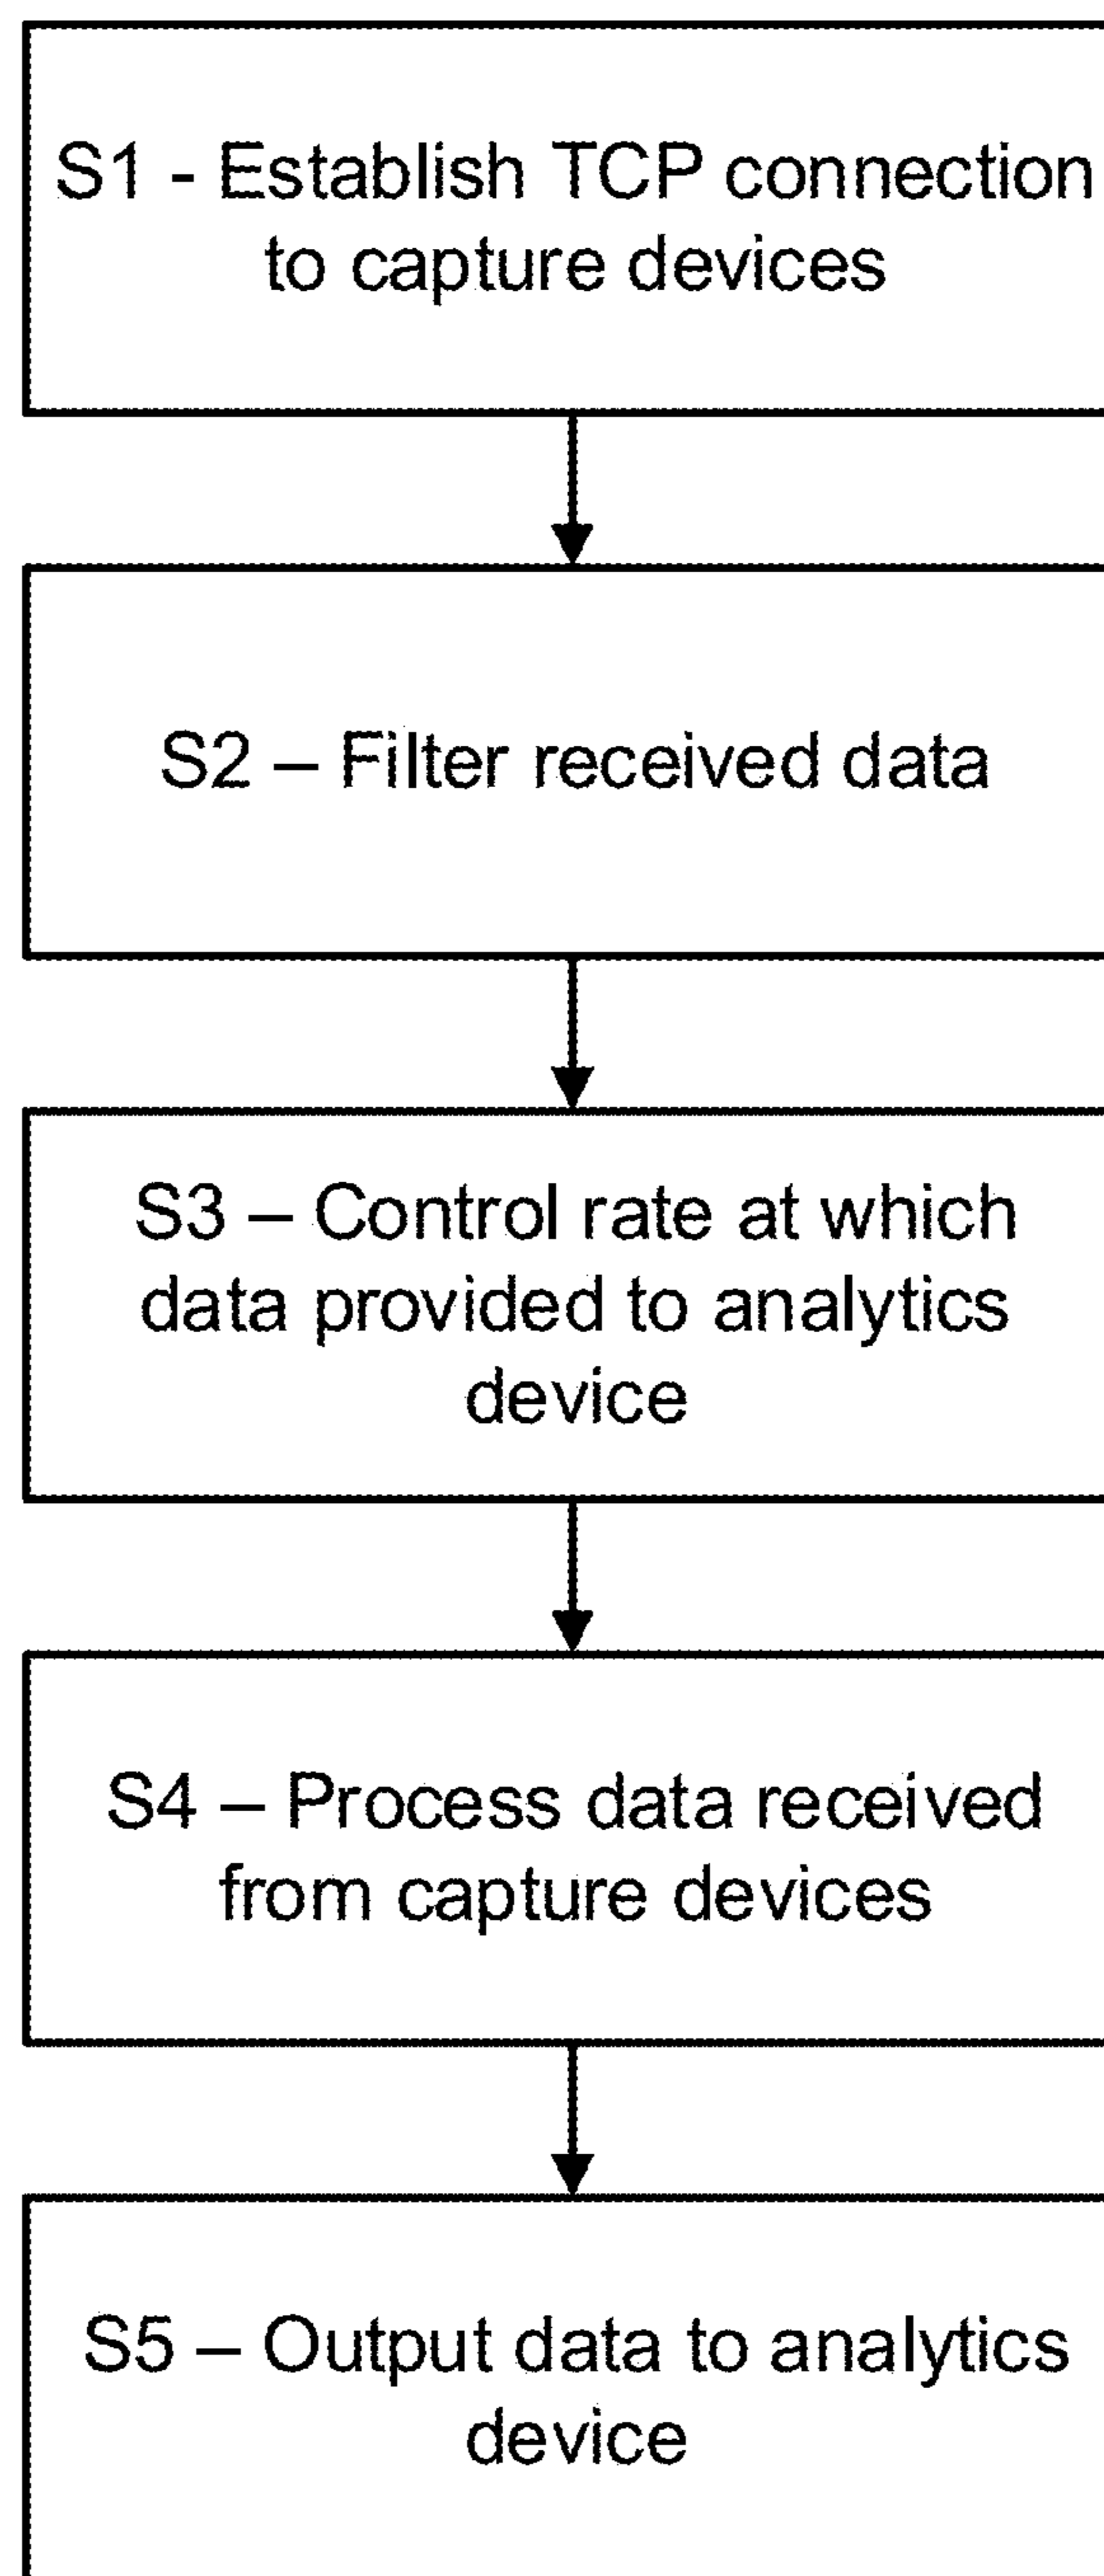 S1 - Establish TCP connection
to capture devices
S2 – Filter received data
S3 – Control rate at which
data provided to analytics
device
S4 – Process data received
from capture devices
S5 – Output data to analytics
device